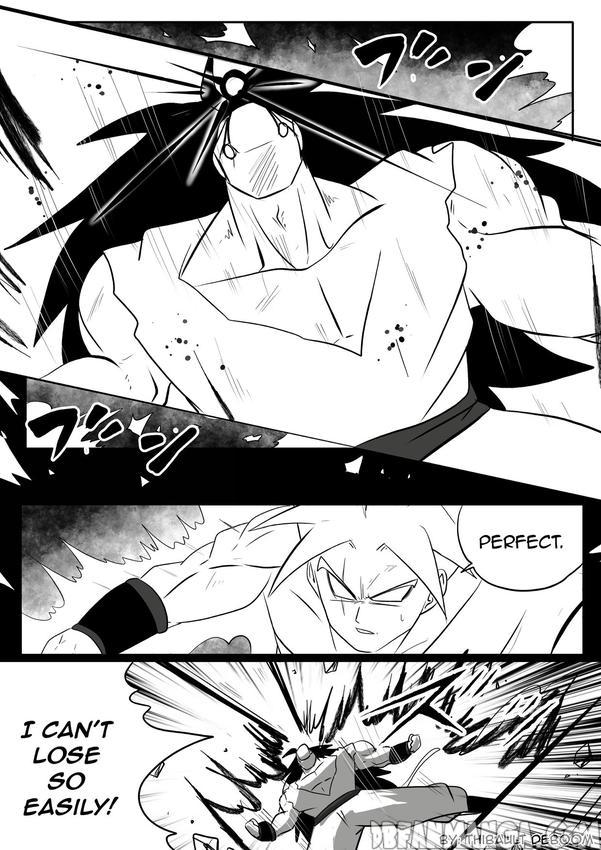 ブンッ
ブンッ
PERFECT.
I CAN'T
LOSE
SO
EASILY!
DBFANMANGA.COM
BY: THIBAULT DEBOOM